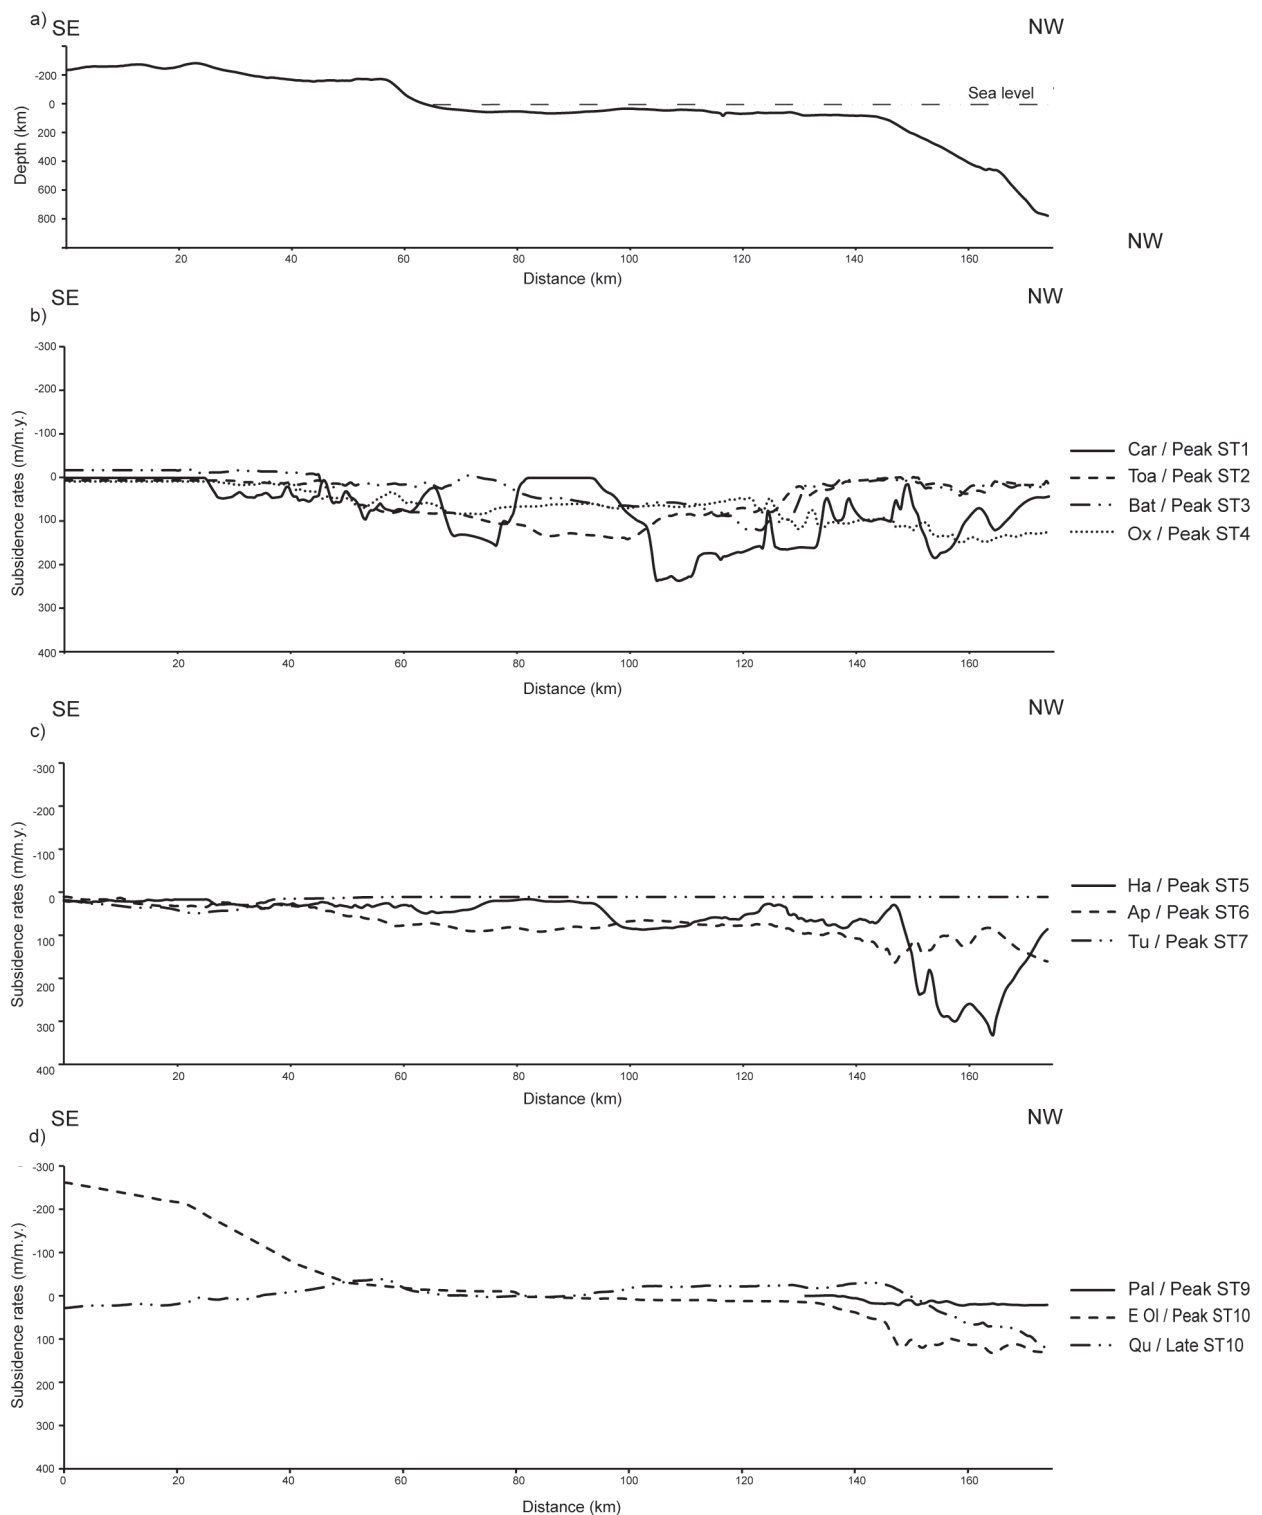 a) SE
NW
-200
0
200
400
600
800
Depth (km)
Sea level
20 40 60 80 100 120 140 160
Distance (km)
NW
SE
NW
b)
-300
-200
-100
0
100
200
300
400
Subsidence rates (m/m.y.)
Car / Peak ST1
Toa / Peak ST2
Bat / Peak ST3
Ox / Peak ST4
20 40 60 80 100 120 140 160
Distance (km)
SE
NW
c)
-300
-200
-100
0
100
200
300
400
Subsidence rates (m/m.y.)
Ha / Peak ST5
Ap / Peak ST6
Tu / Peak ST7
20 40 60 80 100 120 140 160
Distance (km)
SE
NW
d)
-300
-200
-100
0
100
200
300
400
Subsidence rates (m/m.y.)
Pal / Peak ST9
E Ol / Peak ST10
Qu / Late ST10
0 20 40 60 80 100 120 140 160
Distance (km)